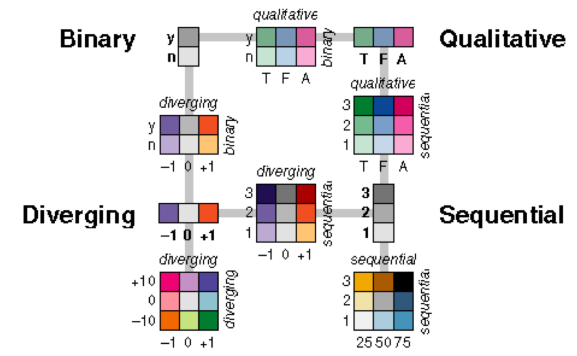 qualitative
Binary
y
n
y
n
binary
Qualitative
T F A
T F A
qualitative
diverging
y
n
binary
–1 0 +1
3
2
1
sequential
T F A
diverging
3
2
1
sequential
–1 0 +1
Diverging
–1 0 +1
3
2
1
Sequential
diverging
+10
0
–10
diverging
–1 0 +1
sequential
3
2
1
sequential
25 50 75